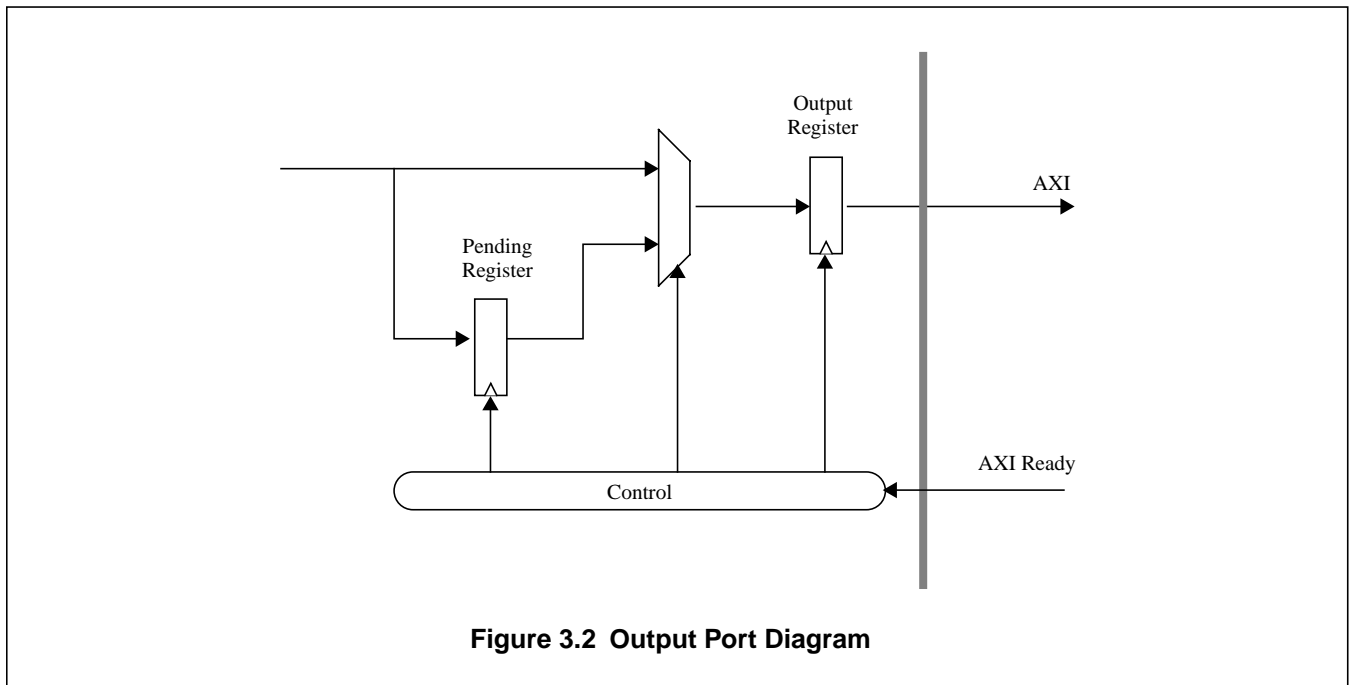 Output
Register
AXI
Pending
Register
AXI Ready
Control
Figure 3.2 Output Port Diagram